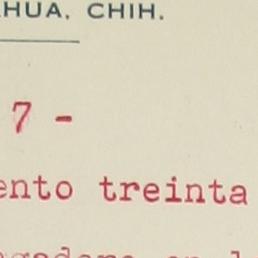 HUA, CHIH.
7 -
ento treinta